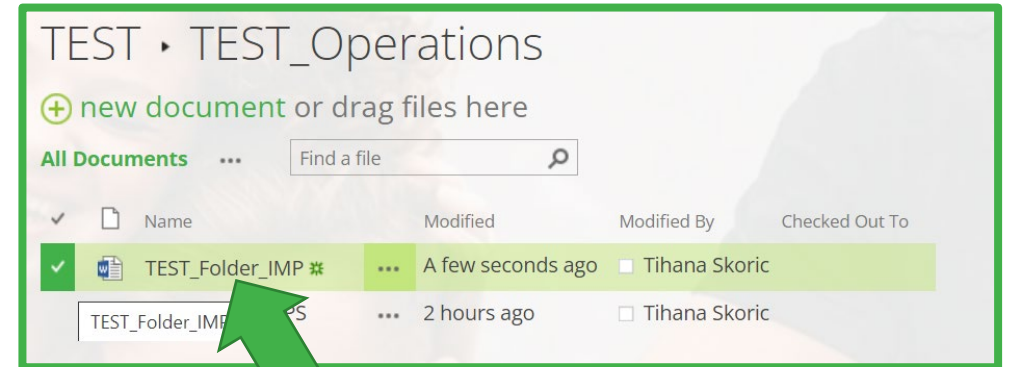 TEST ▸ TEST_Operations
new document or drag files here
All Documents ... Find a file
Name Modified Modified By Checked Out To
TEST_Folder_IMP ... A few seconds ago Tihana Skoric
TEST_Folder_IMP ... 2 hours ago Tihana Skoric